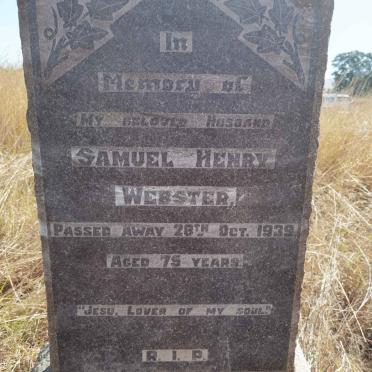 In
Memory of
My beloved Husband
Samuel Henry
Webster,
Passed away 28th Oct. 1939
Aged 75 years.
"Jesu, Lover of my soul"
R.I.P.